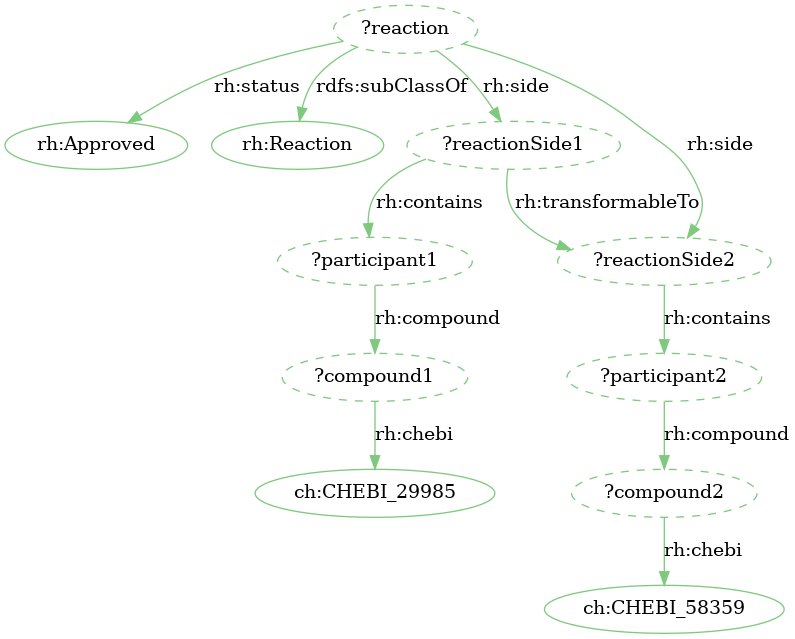 ?reaction
rh:status
rdfs:subClassOf
rh:side
rh:Approved
rh:Reaction
?reactionSide1
rh:side
rh:contains
rh:transformableTo
?participant1
?reactionSide2
rh:compound
rh:contains
?compound1
?participant2
rh:chebi
rh:compound
ch:CHEBI_29985
?compound2
rh:chebi
ch:CHEBI_58359